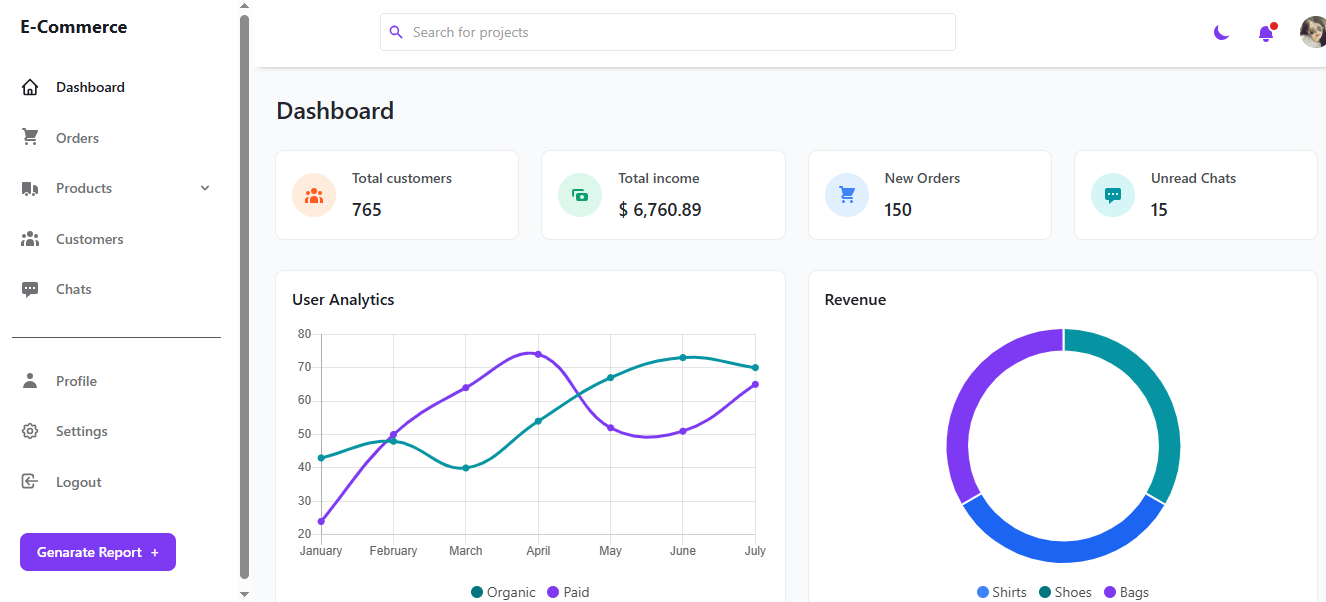 E-Commerce
Dashboard
Orders
Products
Customers
Chats
Profile
Settings
Logout
Genarate Report +
Search for projects
Dashboard
Total customers
765
Total income
$ 6,760.89
New Orders
150
Unread Chats
15
User Analytics
80
70
60
50
40
30
20
January February March April May June July
Organic Paid
Revenue
Shirts Shoes Bags